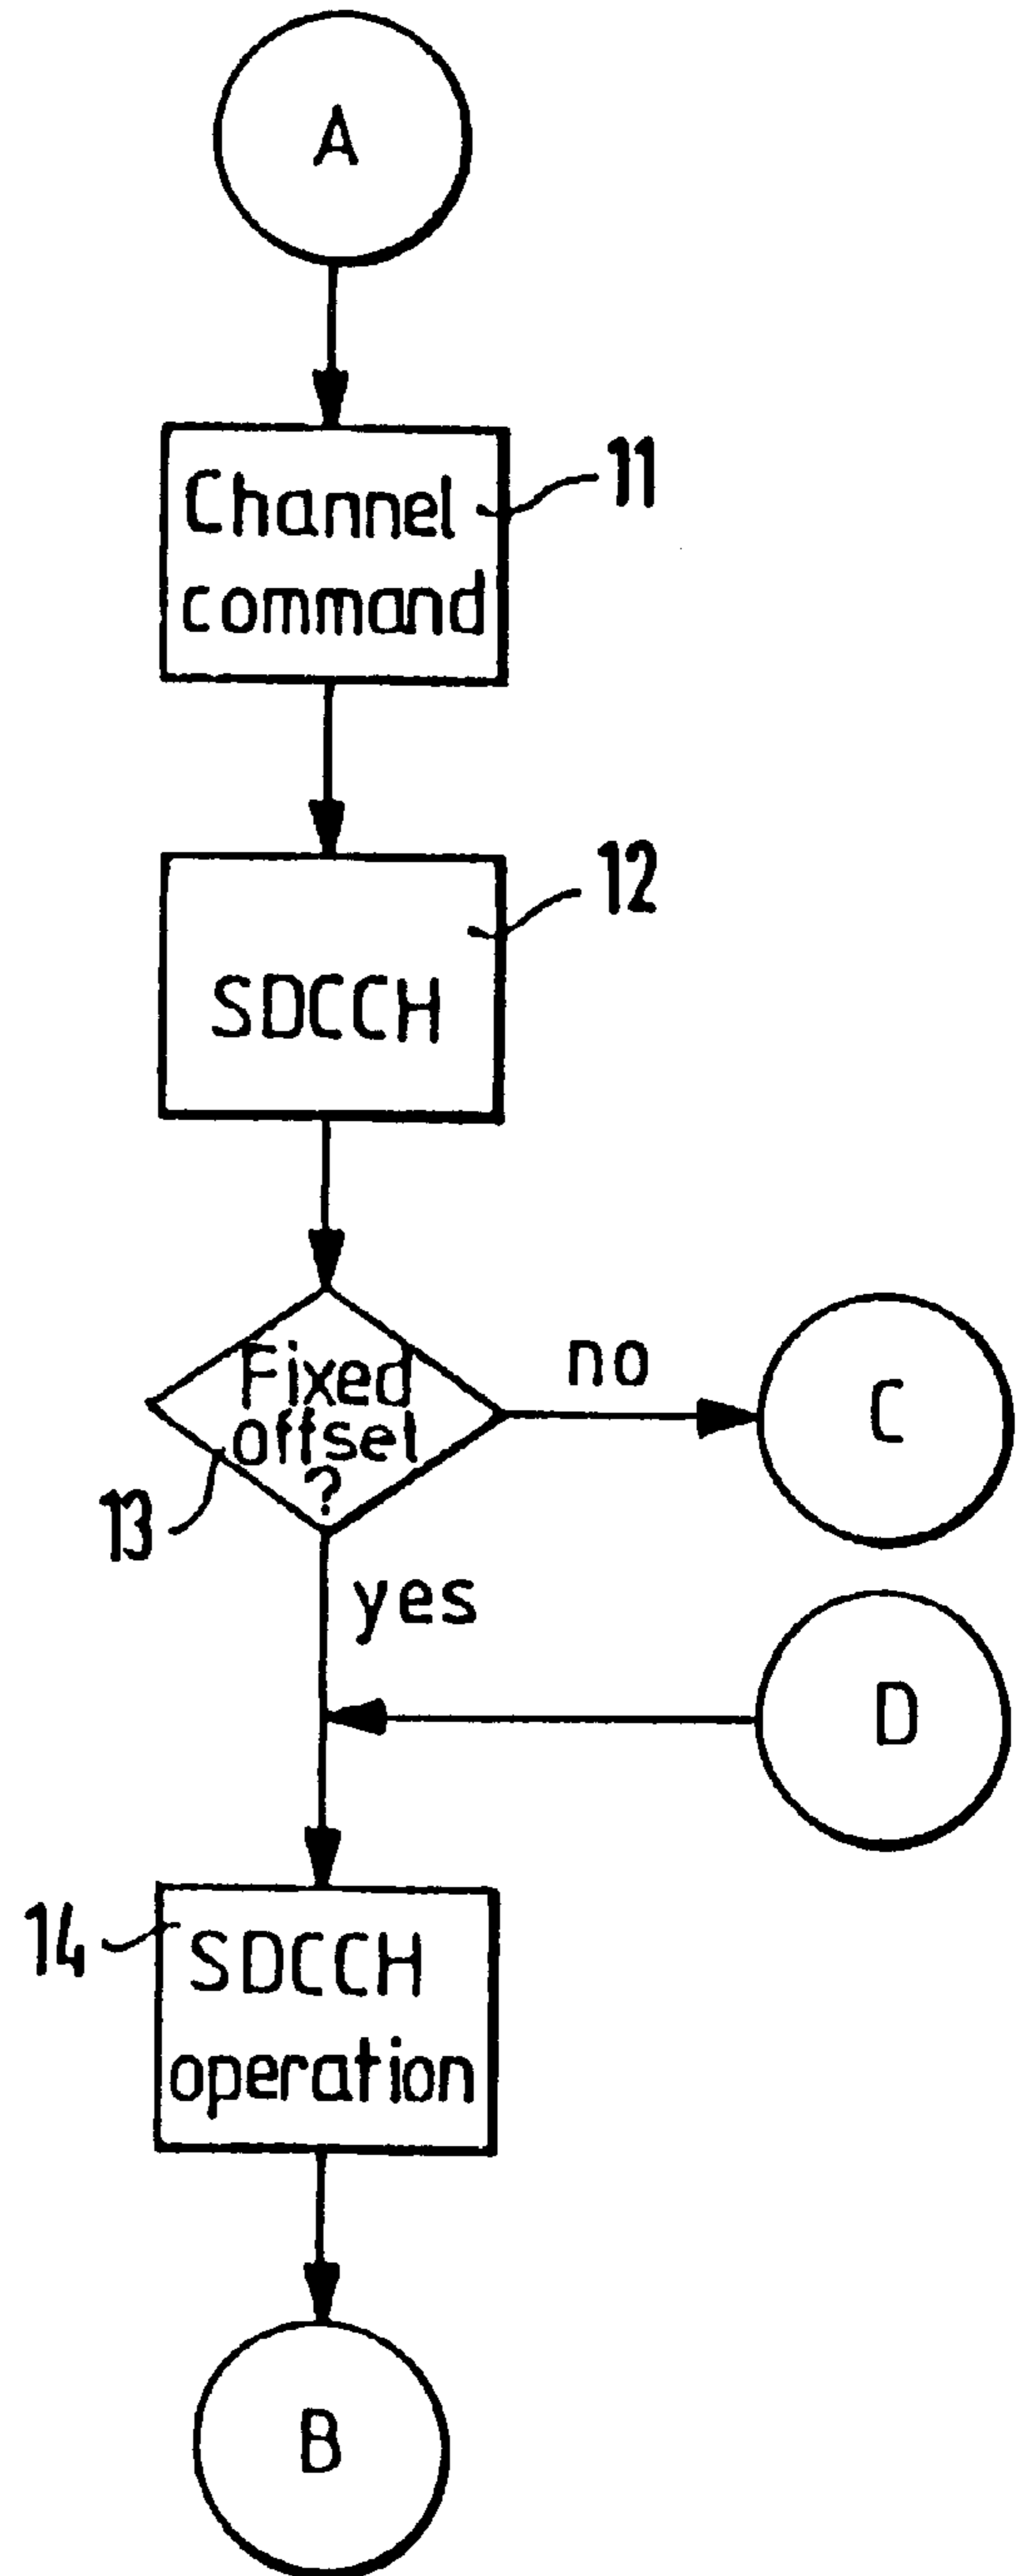 A
Channel
command
11
12
SDCCH
Fixed
offset
?
13
no
C
yes
D
14
SDCCH
operation
B